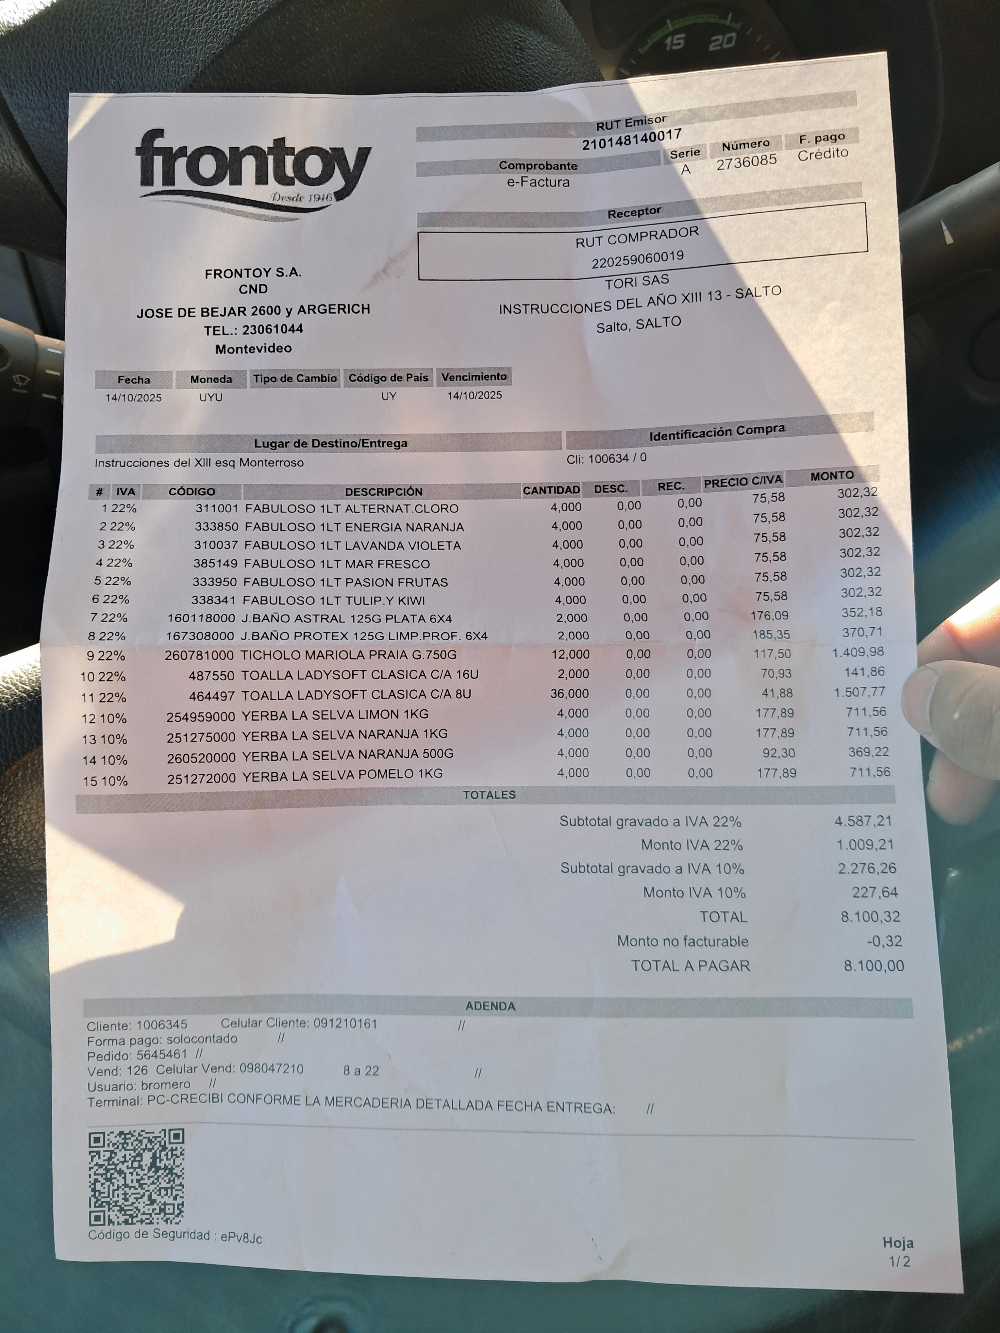 15 20
frontoy
Desde 1916
RUT Emisor
210148140017
Comprobante Serie Número F. pago
e-Factura A 2736085 Crédito
Receptor
RUT COMPRADOR
220259060019
TORI SAS
INSTRUCCIONES DEL AÑO XIII 13 - SALTO
Salto, SALTO
FRONTOY S.A.
CND
JOSE DE BEJAR 2600 y ARGERICH
TEL.: 23061044
Montevideo
Fecha Moneda Tipo de Cambio Código de País Vencimiento
14/10/2025 UYU UY 14/10/2025
Lugar de Destino/Entrega Identificación Compra
Instrucciones del XIII esq Monterroso Cli: 100634 / 0
# IVA CÓDIGO DESCRIPCIÓN CANTIDAD DESC. REC. PRECIO C/IVA MONTO
1 22% 311001 FABULOSO 1LT ALTERNAT.CLORO 4,000 0,00 0,00 75,58 302,32
2 22% 333850 FABULOSO 1LT ENERGIA NARANJA 4,000 0,00 0,00 75,58 302,32
3 22% 310037 FABULOSO 1LT LAVANDA VIOLETA 4,000 0,00 0,00 75,58 302,32
4 22% 385149 FABULOSO 1LT MAR FRESCO 4,000 0,00 0,00 75,58 302,32
5 22% 333950 FABULOSO 1LT PASION FRUTAS 4,000 0,00 0,00 75,58 302,32
6 22% 338341 FABULOSO 1LT TULIP.Y KIWI 4,000 0,00 0,00 75,58 302,32
7 22% 160118000 J.BAÑO ASTRAL 125G PLATA 6X4 2,000 0,00 0,00 176,09 352,18
8 22% 167308000 J.BAÑO PROTEX 125G LIMP.PROF. 6X4 2,000 0,00 0,00 185,35 370,71
9 22% 260781000 TICHOLO MARIOLA PRAIA G.750G 12,000 0,00 0,00 117,50 1.409,98
10 22% 487550 TOALLA LADYSOFT CLASICA C/A 16U 2,000 0,00 0,00 70,93 141,86
11 22% 464497 TOALLA LADYSOFT CLASICA C/A 8U 36,000 0,00 0,00 41,88 1.507,77
12 10% 254959000 YERBA LA SELVA LIMON 1KG 4,000 0,00 0,00 177,89 711,56
13 10% 251275000 YERBA LA SELVA NARANJA 1KG 4,000 0,00 0,00 177,89 711,56
14 10% 260520000 YERBA LA SELVA NARANJA 500G 4,000 0,00 0,00 92,30 369,22
15 10% 251272000 YERBA LA SELVA POMELO 1KG 4,000 0,00 0,00 177,89 711,56
TOTALES
Subtotal gravado a IVA 22% 4.587,21
Monto IVA 22% 1.009,21
Subtotal gravado a IVA 10% 2.276,26
Monto IVA 10% 227,64
TOTAL 8.100,32
Monto no facturable -0,32
TOTAL A PAGAR 8.100,00
ADENDA
Cliente: 1006345 Celular Cliente: 091210161 //
Forma pago: solocontado //
Pedido: 5645461 //
Vend: 126 Celular Vend: 098047210 8 a 22 //
Usuario: bromero //
Terminal: PC-CRECIBI CONFORME LA MERCADERIA DETALLADA FECHA ENTREGA: //
Código de Seguridad : ePv8Jc
Hoja
1/2